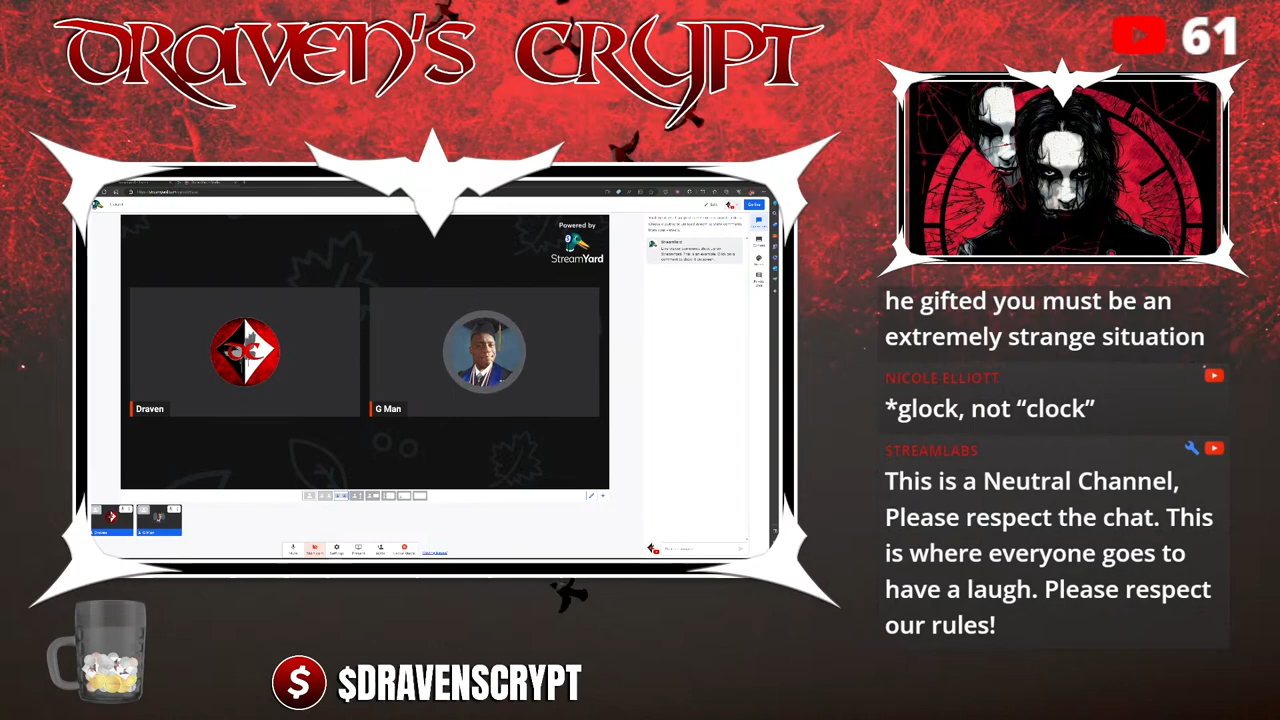 DRAVEN'S CRYPT
61
Powered by
StreamYard
Draven
G Man
he gifted you must be an
extremely strange situation
NICOLE ELLIOTT
*glock, not “clock”
STREAMLABS
This is a Neutral Channel,
Please respect the chat. This
is where everyone goes to
have a laugh. Please respect
our rules!
$
$DRAVENSCRYPT